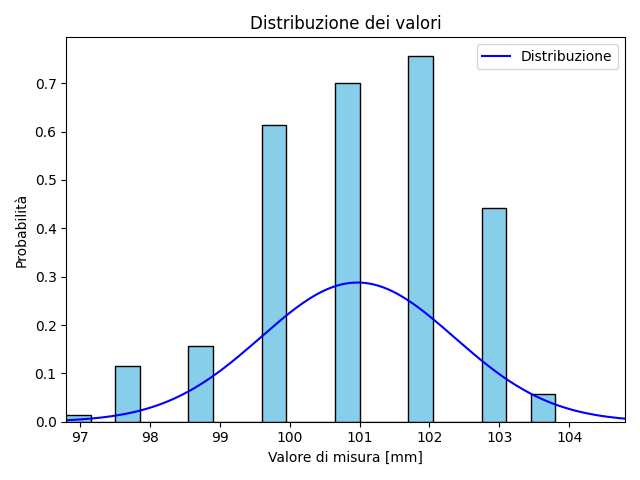 Distribuzione dei valori
Distribuzione
Probabilità
0.7
0.6
0.5
0.4
0.3
0.2
0.1
0.0
97 98 99 100 101 102 103 104
Valore di misura [mm]